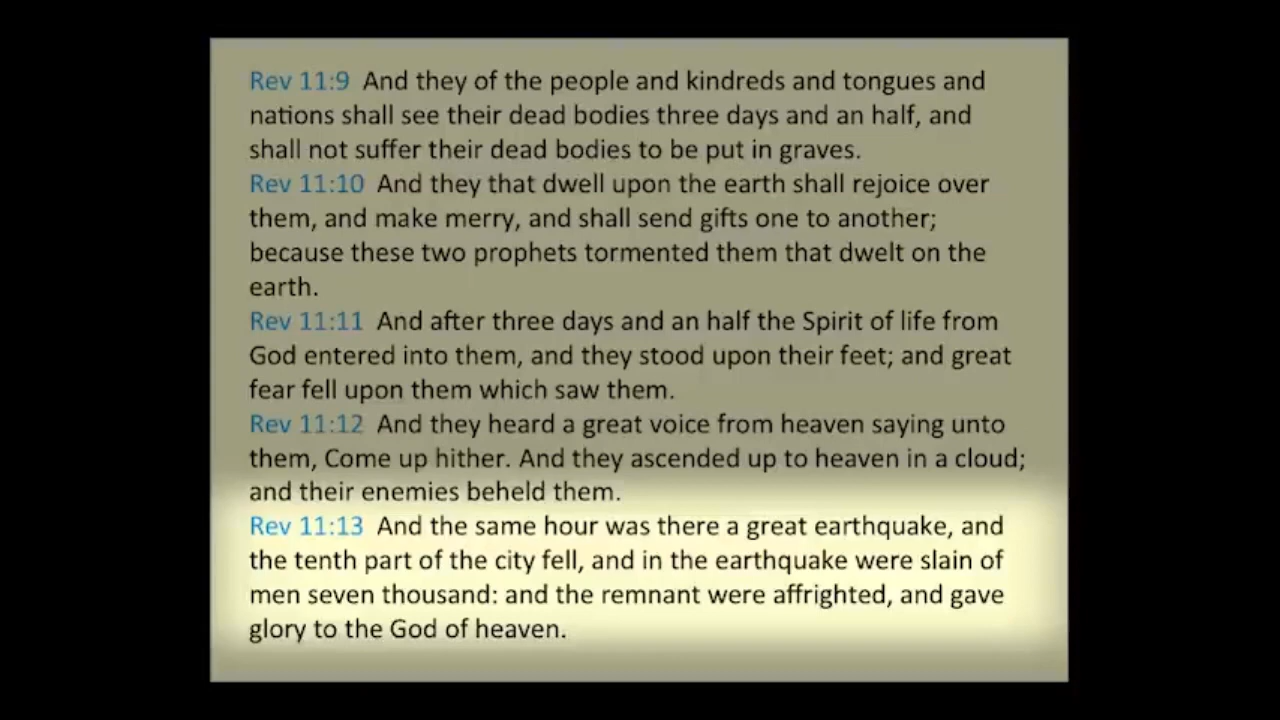 Rev 11:9 And they of the people and kindreds and tongues and
nations shall see their dead bodies three days and an half, and
shall not suffer their dead bodies to be put in graves.
Rev 11:10 And they that dwell upon the earth shall rejoice over
them, and make merry, and shall send gifts one to another;
because these two prophets tormented them that dwelt on the
earth.
Rev 11:11 And after three days and an half the Spirit of life from
God entered into them, and they stood upon their feet; and great
fear fell upon them which saw them.
Rev 11:12 And they heard a great voice from heaven saying unto
them, Come up hither. And they ascended up to heaven in a cloud;
and their enemies beheld them.
Rev 11:13 And the same hour was there a great earthquake, and
the tenth part of the city fell, and in the earthquake were slain of
men seven thousand: and the remnant were affrighted, and gave
glory to the God of heaven.